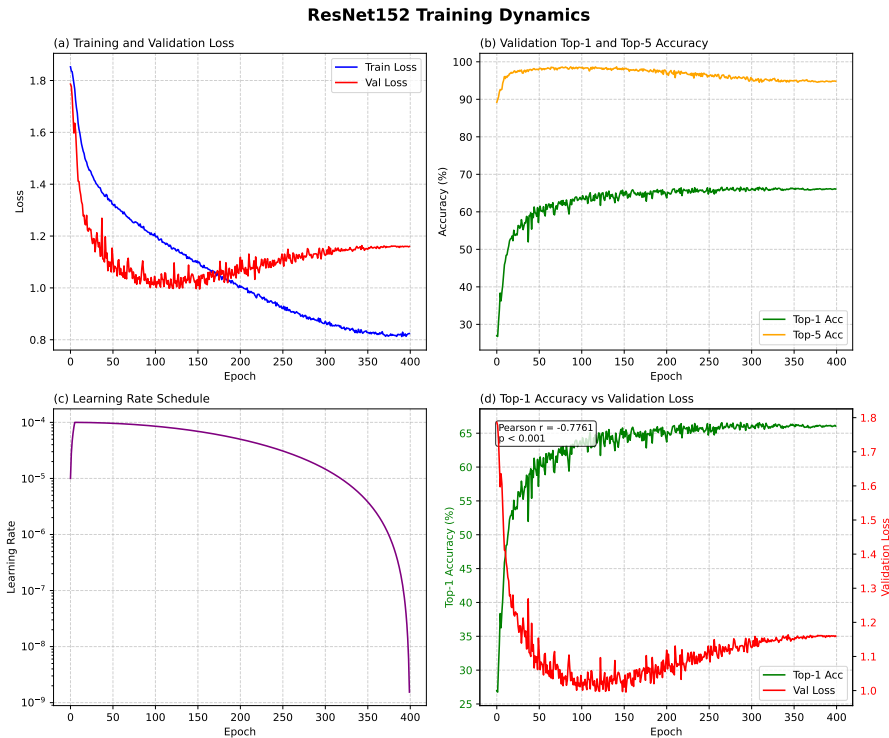 ResNet152 Training Dynamics
(a) Training and Validation Loss
Train Loss
Val Loss
Loss
1.8
1.6
1.4
1.2
1.0
0.8
0 50 100 150 200 250 300 350 400
Epoch
(b) Validation Top-1 and Top-5 Accuracy
Accuracy (%)
100
90
80
70
60
50
40
30
Top-1 Acc
Top-5 Acc
0 50 100 150 200 250 300 350 400
Epoch
(c) Learning Rate Schedule
Learning Rate
10⁻⁴
10⁻⁵
10⁻⁶
10⁻⁷
10⁻⁸
10⁻⁹
0 50 100 150 200 250 300 350 400
Epoch
(d) Top-1 Accuracy vs Validation Loss
Pearson r = -0.7761
p < 0.001
Top-1 Accuracy (%)
65
60
55
50
45
40
35
30
25
Validation Loss
1.8
1.7
1.6
1.5
1.4
1.3
1.2
1.1
1.0
Top-1 Acc
Val Loss
0 50 100 150 200 250 300 350 400
Epoch